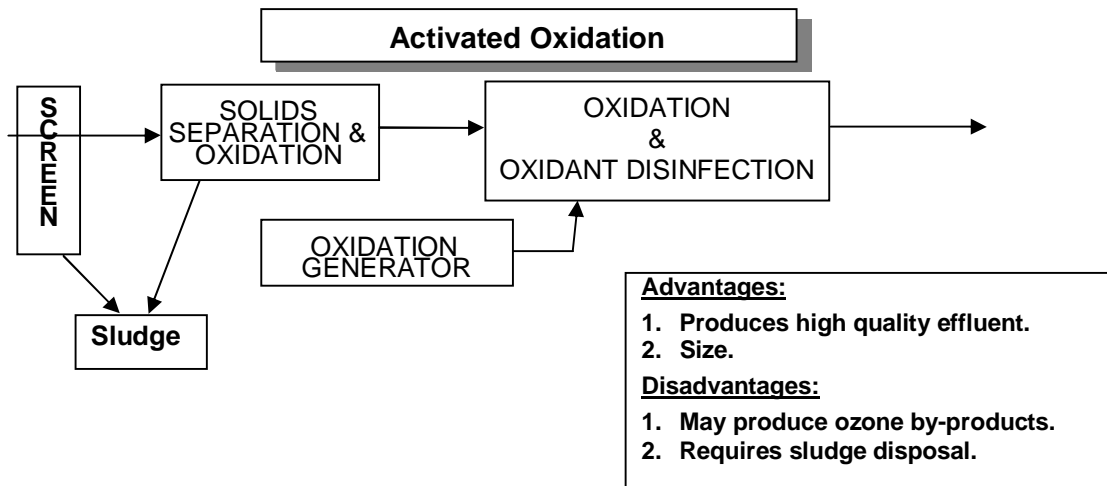 Activated Oxidation
SCREEN
SOLIDS
SEPARATION &
OXIDATION
OXIDATION
&
OXIDANT DISINFECTION
OXIDATION
GENERATOR
Sludge
Advantages:
1. Produces high quality effluent.
2. Size.
Disadvantages:
1. May produce ozone by-products.
2. Requires sludge disposal.